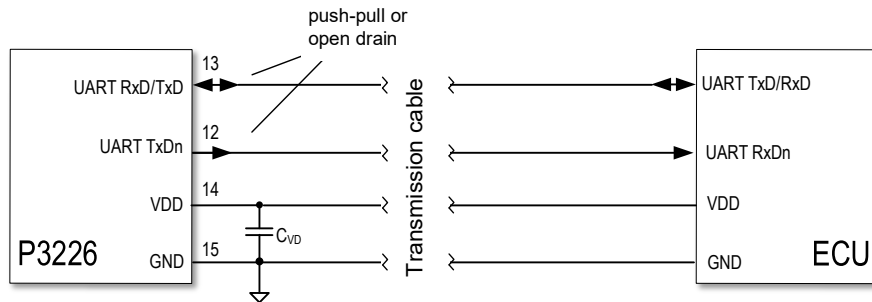 push-pull or
open drain
13
UART RxD/TxD
UART TxD/RxD
12
UART TxDn
UART RxDn
14
VDD
VDD
CVD
15
GND
GND
P3226
ECU
Transmission cable